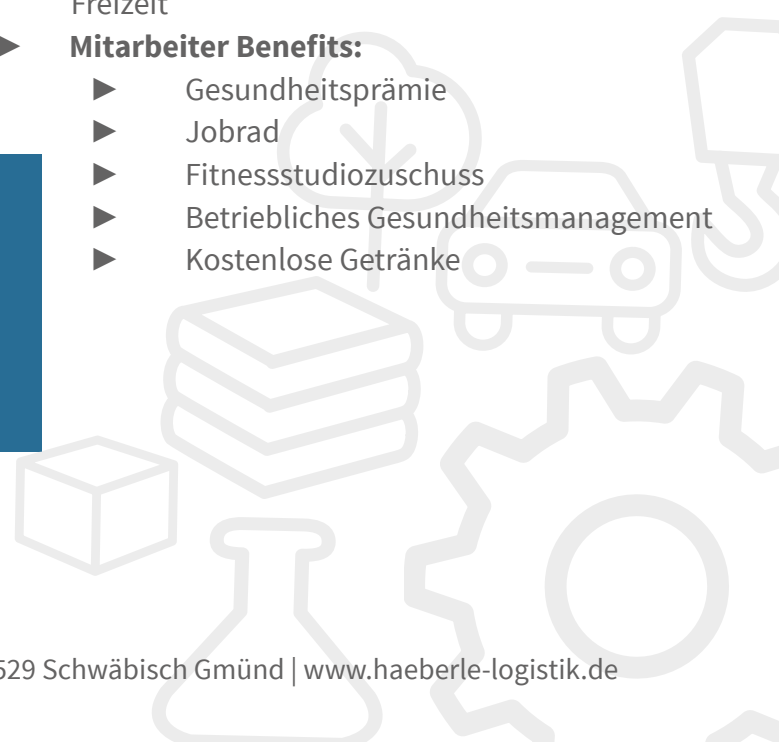 Freizeit
► Mitarbeiter Benefits:
► Gesundheitsprämie
► Jobrad
► Fitnessstudiozuschuss
► Betriebliches Gesundheitsmanagement
► Kostenlose Getränke
529 Schwäbisch Gmünd | www.haeberle-logistik.de